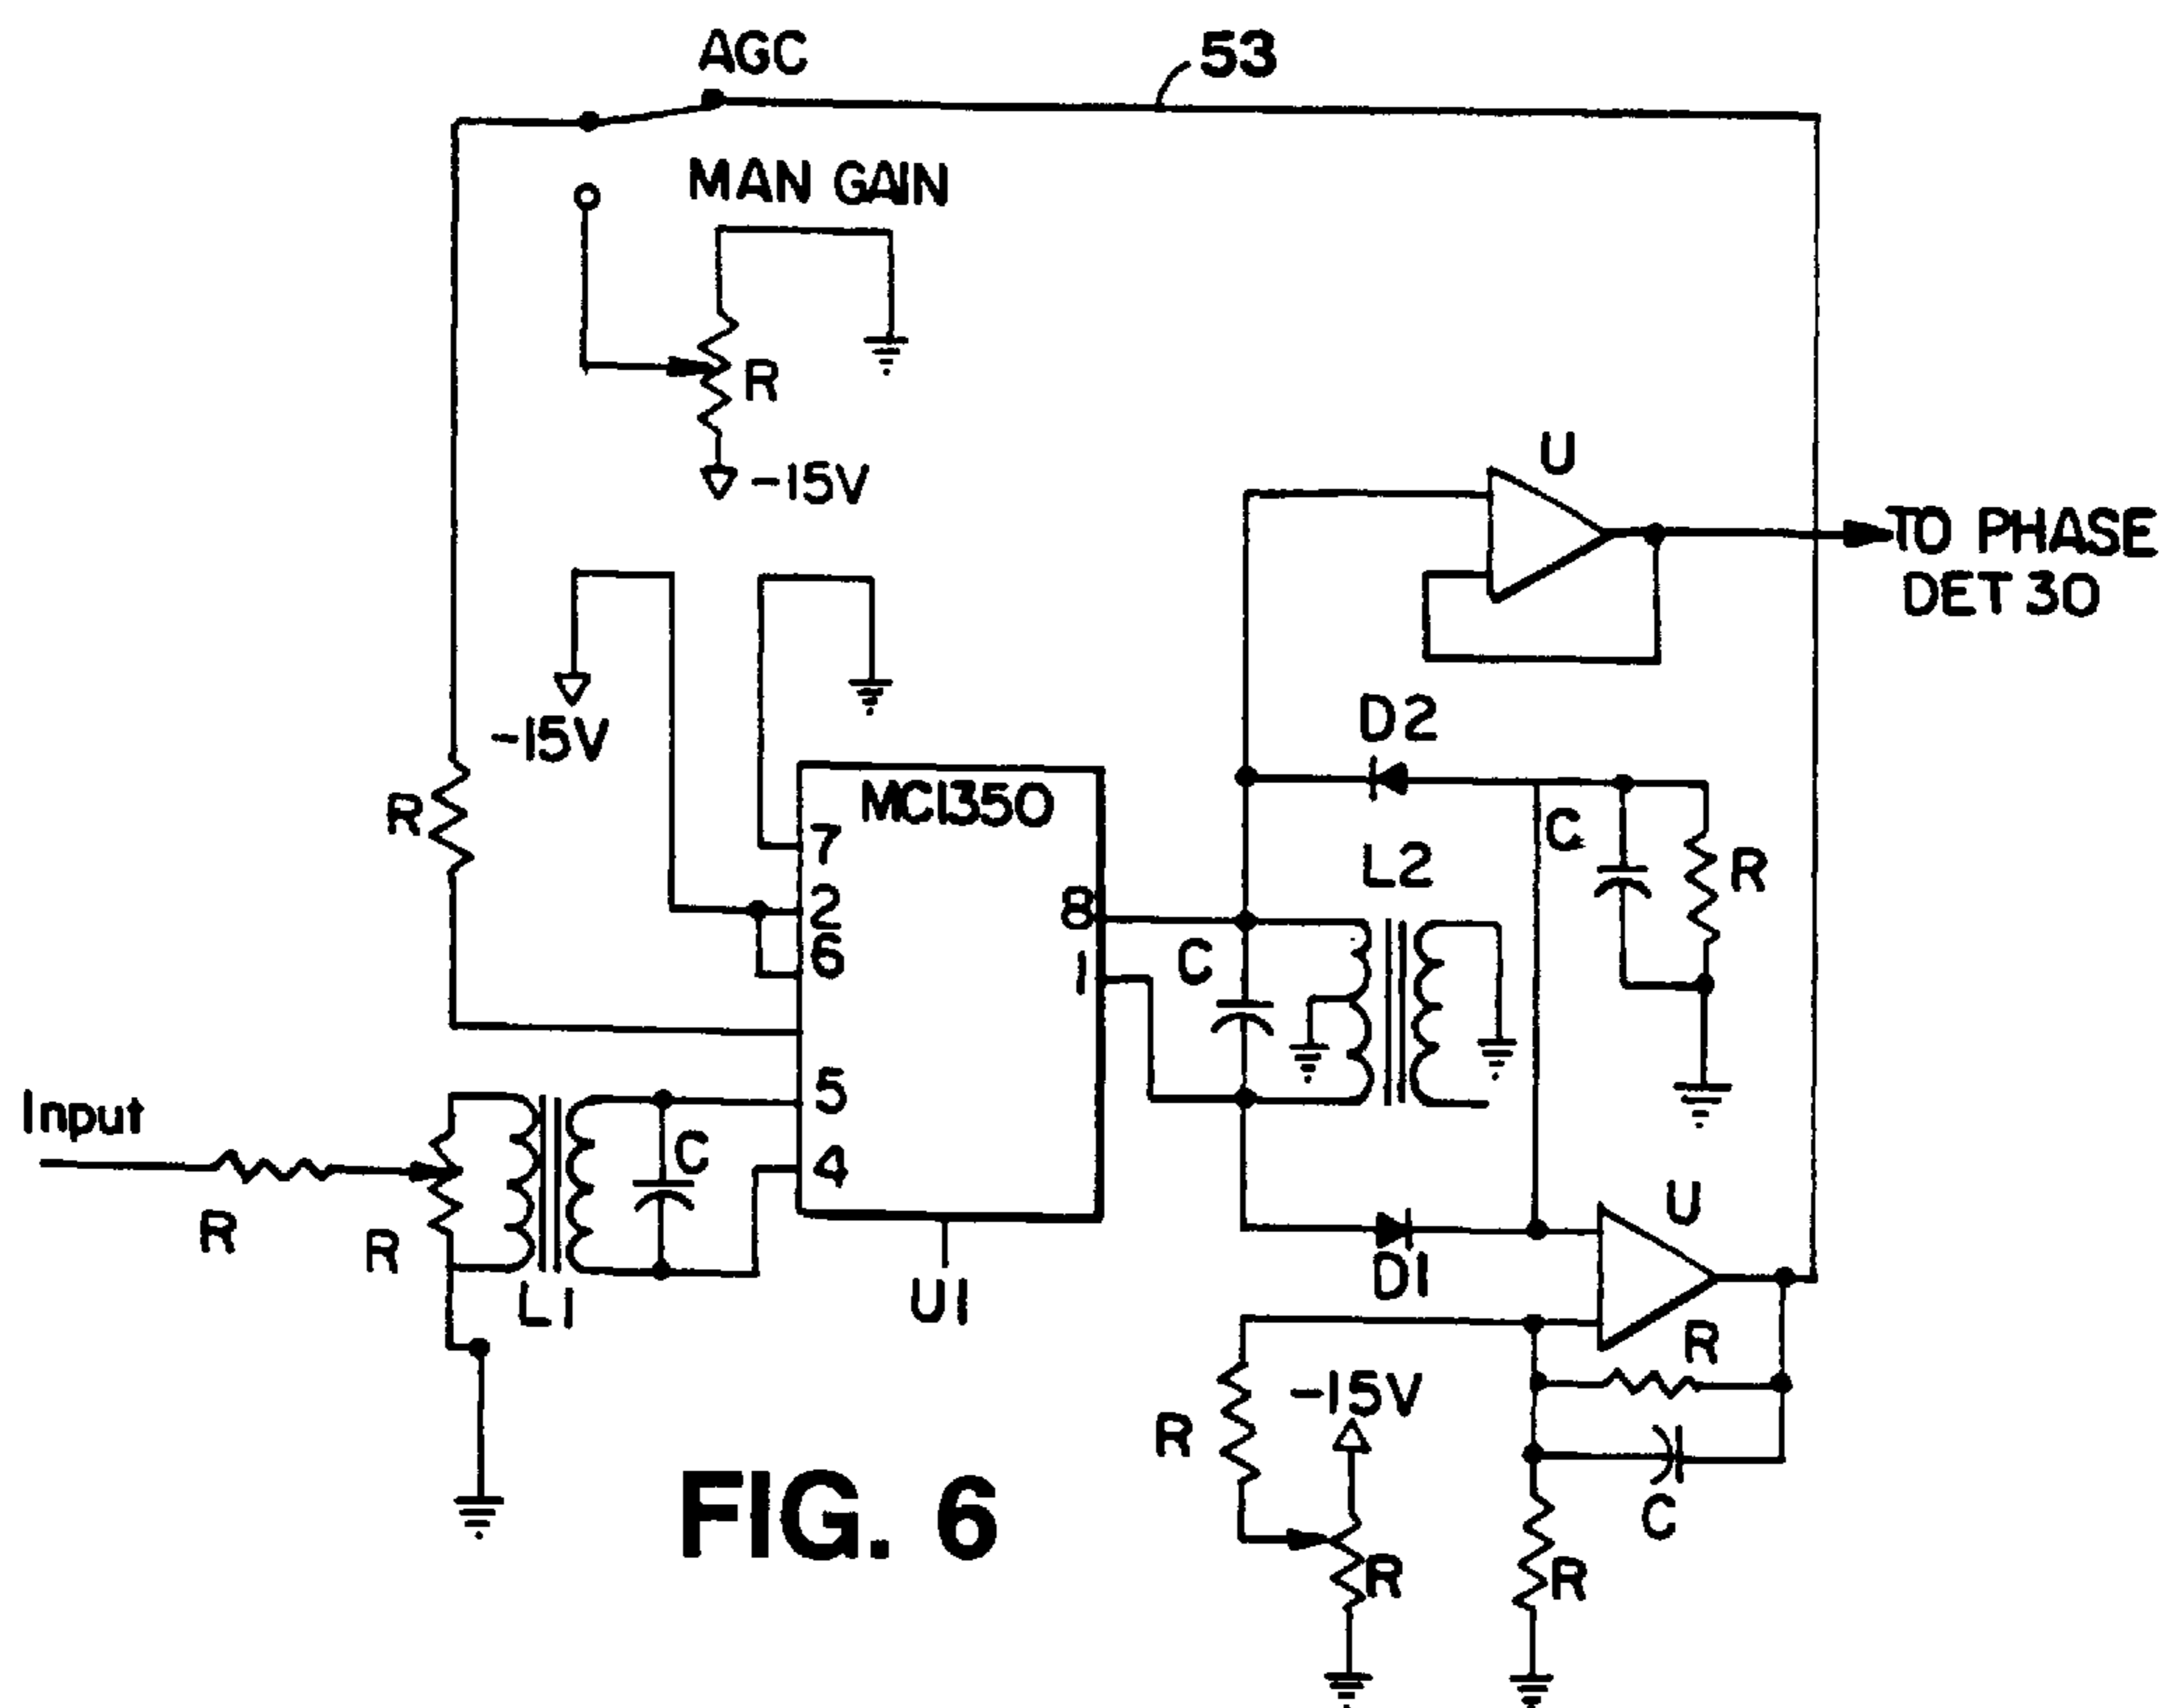 AGC
53
MAN GAIN
R
-15V
U
TO PHASE
DET 30
-15V
D2
MC1350
R
7
C
L2
R
2
8
6
C
1
Input
5
C
4
R
R
L1
U1
D1
U
R
-15V
R
C
FIG. 6
R
R